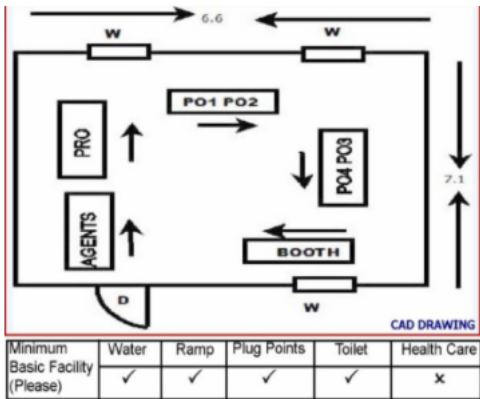 6.6
W W
PO1 PO2
PRO
PO4 PO3
7.1
AGENTS
BOOTH
D
W
CAD DRAWING
Minimum Basic Facility (Please) Water Ramp Plug Points Toilet Health Care
✓ ✓ ✓ ✓ x